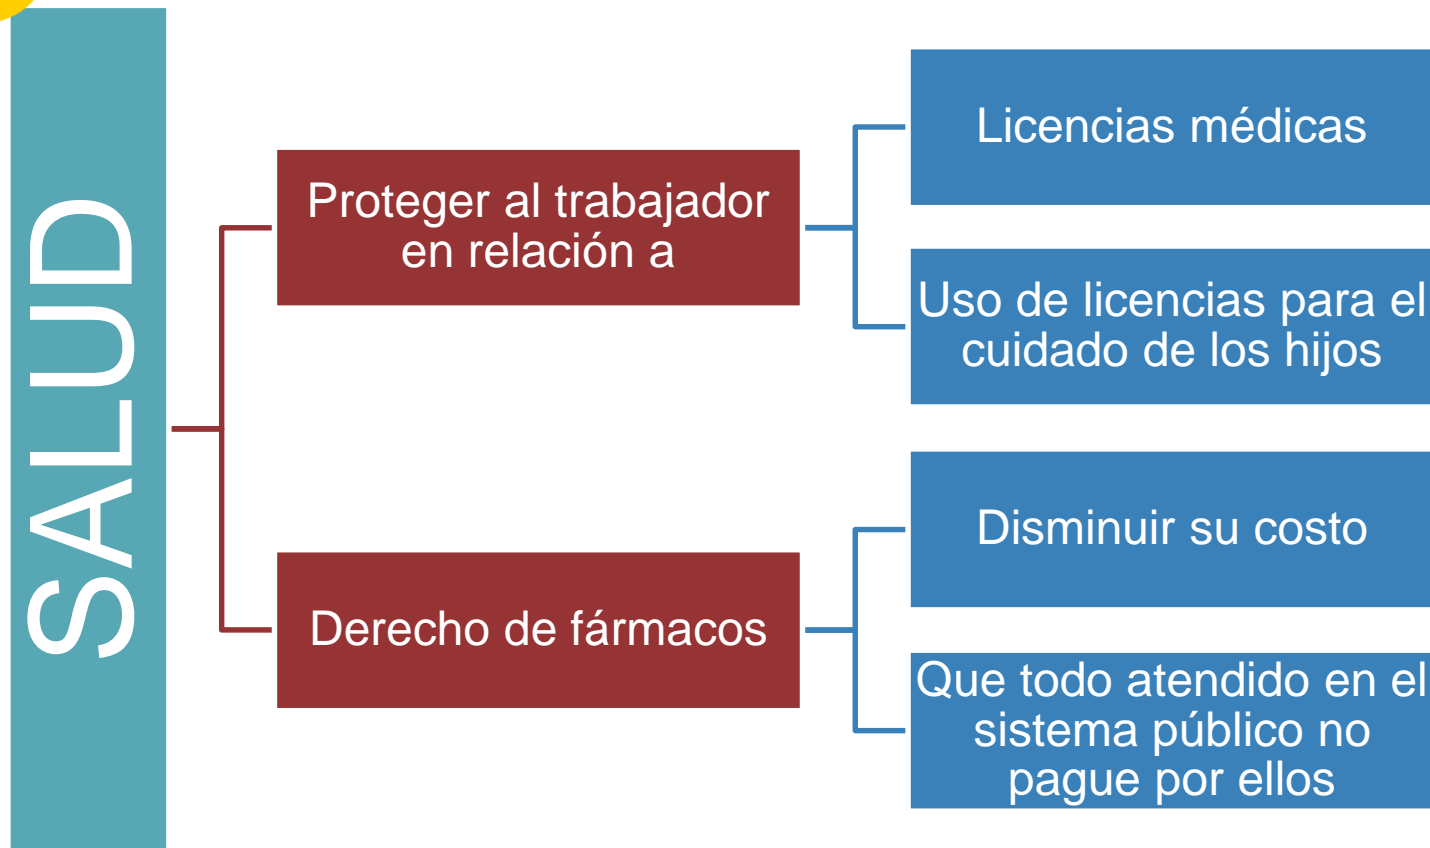 SALUD
Proteger al trabajador
en relación a
Licencias médicas
Uso de licencias para el
cuidado de los hijos
Derecho de fármacos
Disminuir su costo
Que todo atendido en el
sistema público no
pague por ellos